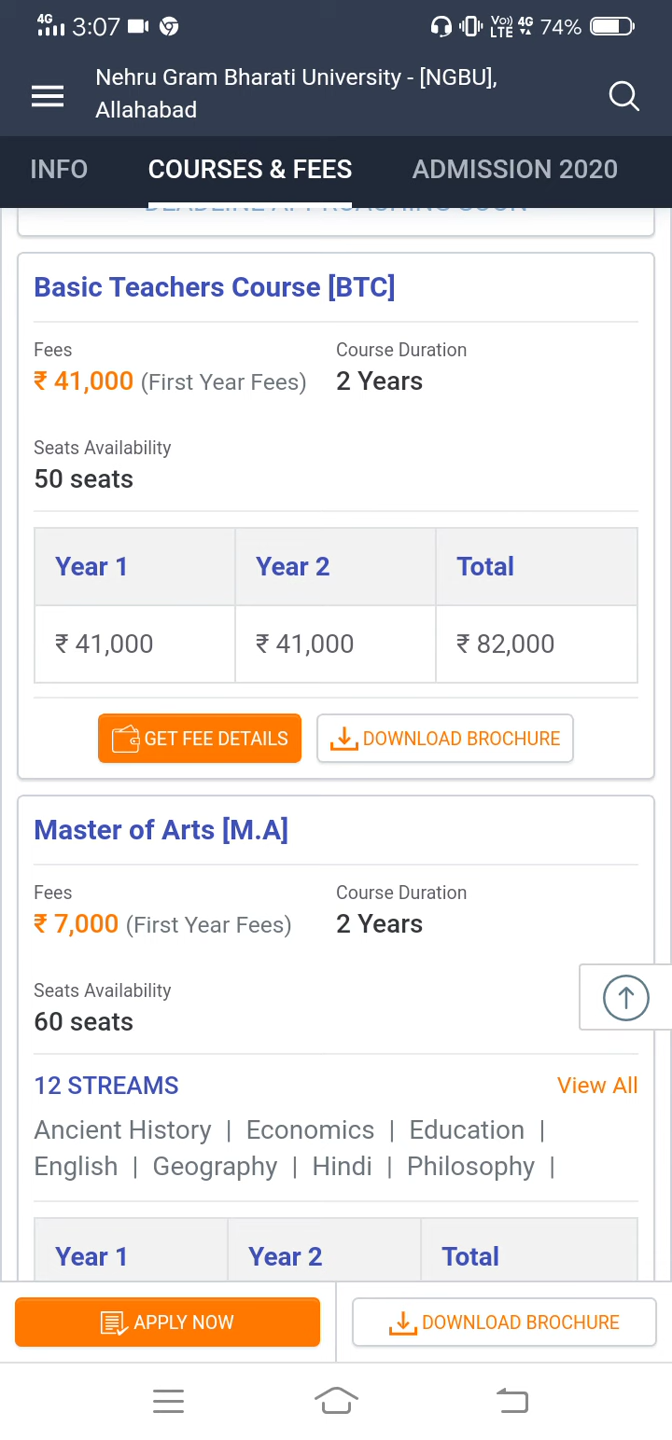 4G 3:07 Vo)) LTE 4G 74%
Nehru Gram Bharati University - [NGBU],
Allahabad
INFO COURSES & FEES ADMISSION 2020
Basic Teachers Course [BTC]
Fees Course Duration
₹ 41,000 (First Year Fees) 2 Years
Seats Availability
50 seats
Year 1 Year 2 Total
₹ 41,000 ₹ 41,000 ₹ 82,000
GET FEE DETAILS DOWNLOAD BROCHURE
Master of Arts [M.A]
Fees Course Duration
₹ 7,000 (First Year Fees) 2 Years
Seats Availability
60 seats
12 STREAMS View All
Ancient History | Economics | Education |
English | Geography | Hindi | Philosophy |
Year 1 Year 2 Total
APPLY NOW DOWNLOAD BROCHURE